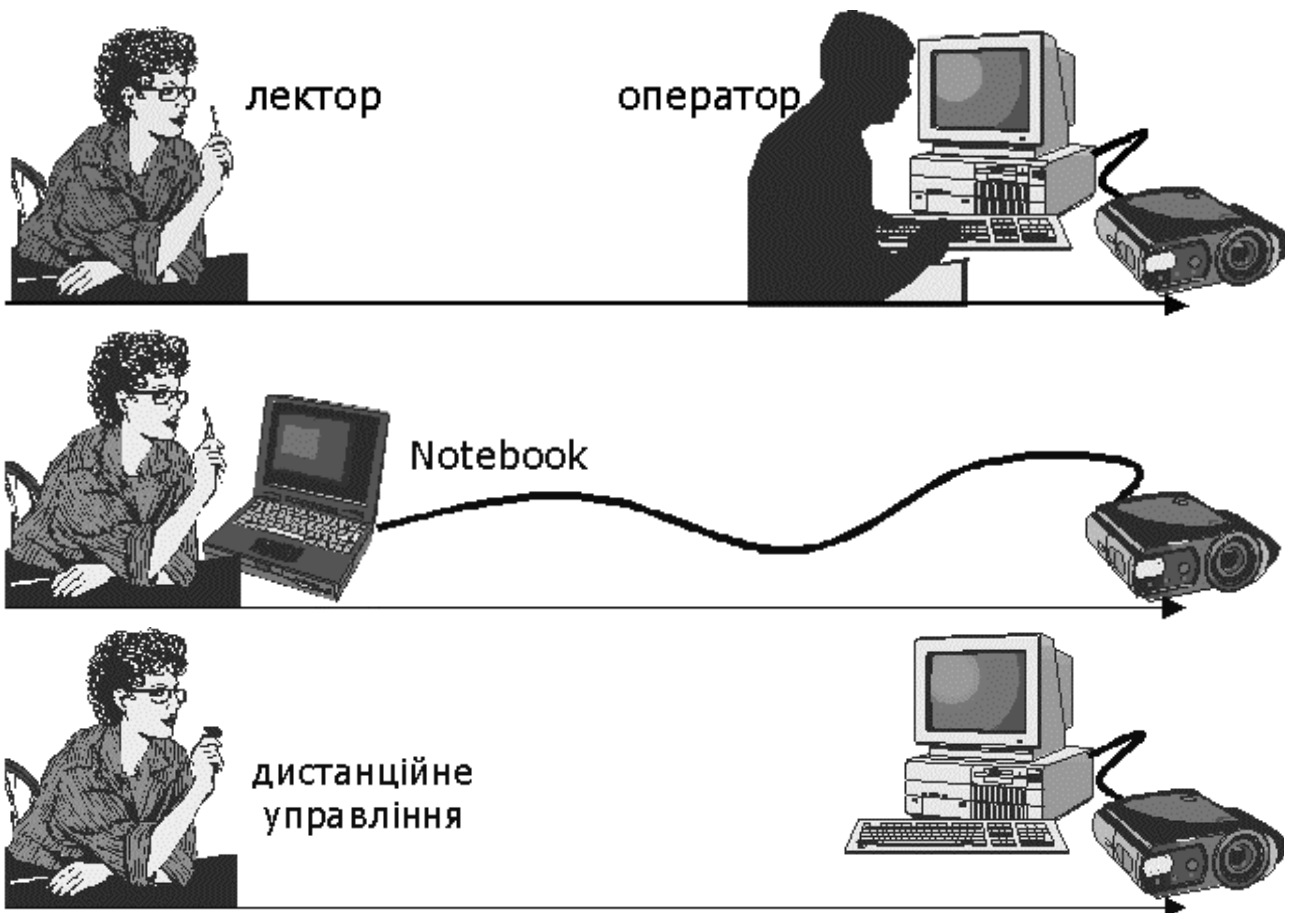 лектор
оператор
Notebook
дистанційне
управління